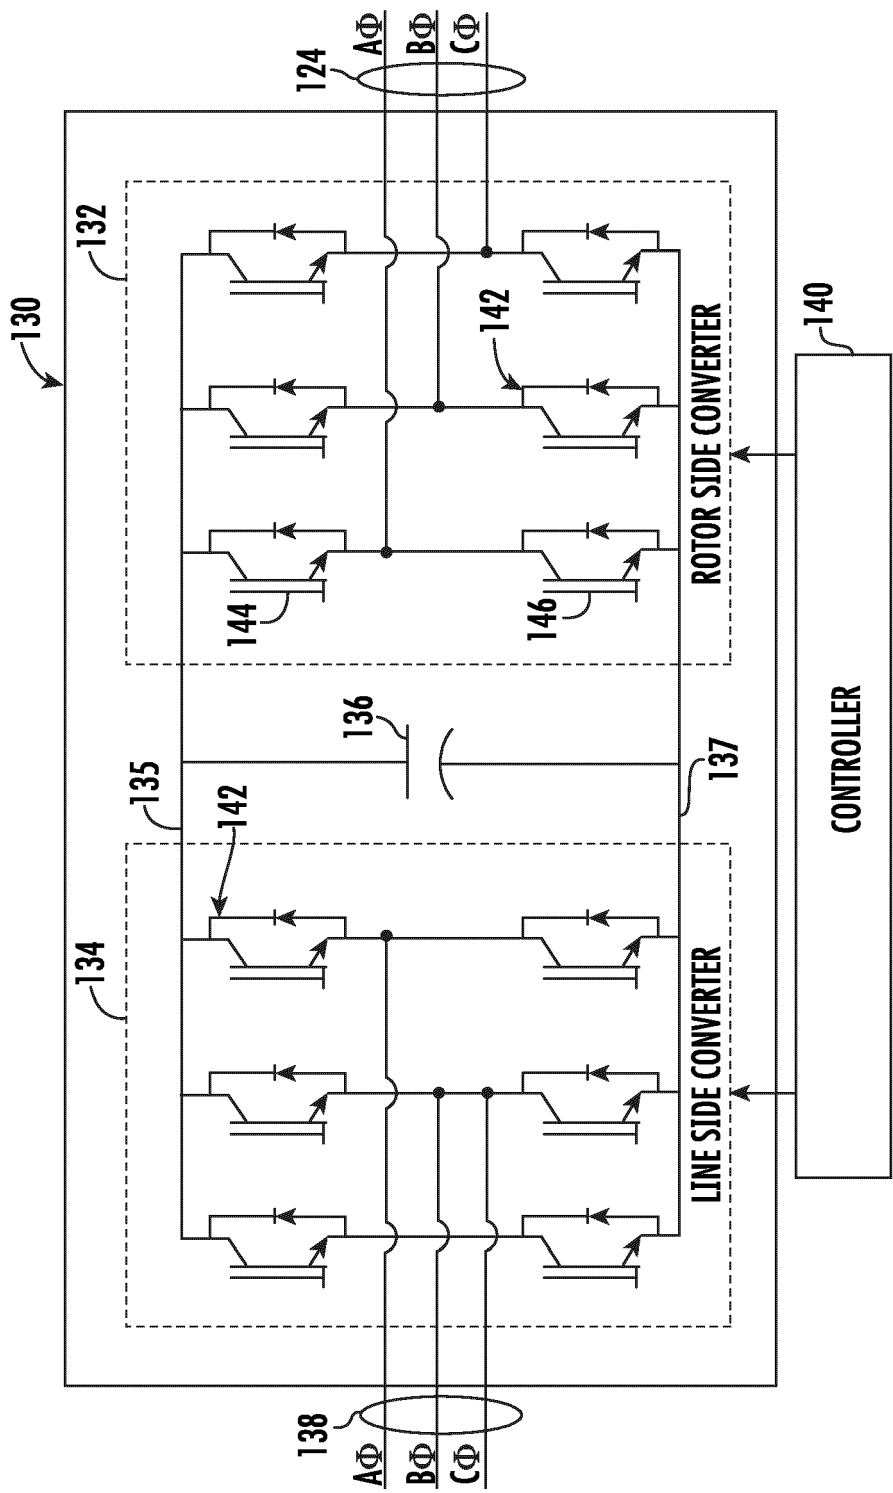 130
132
134
135
142
136
137
144
146
142
124
AΦ
BΦ
CΦ
138
AΦ
BΦ
CΦ
LINE SIDE CONVERTER
ROTOR SIDE CONVERTER
CONTROLLER
140